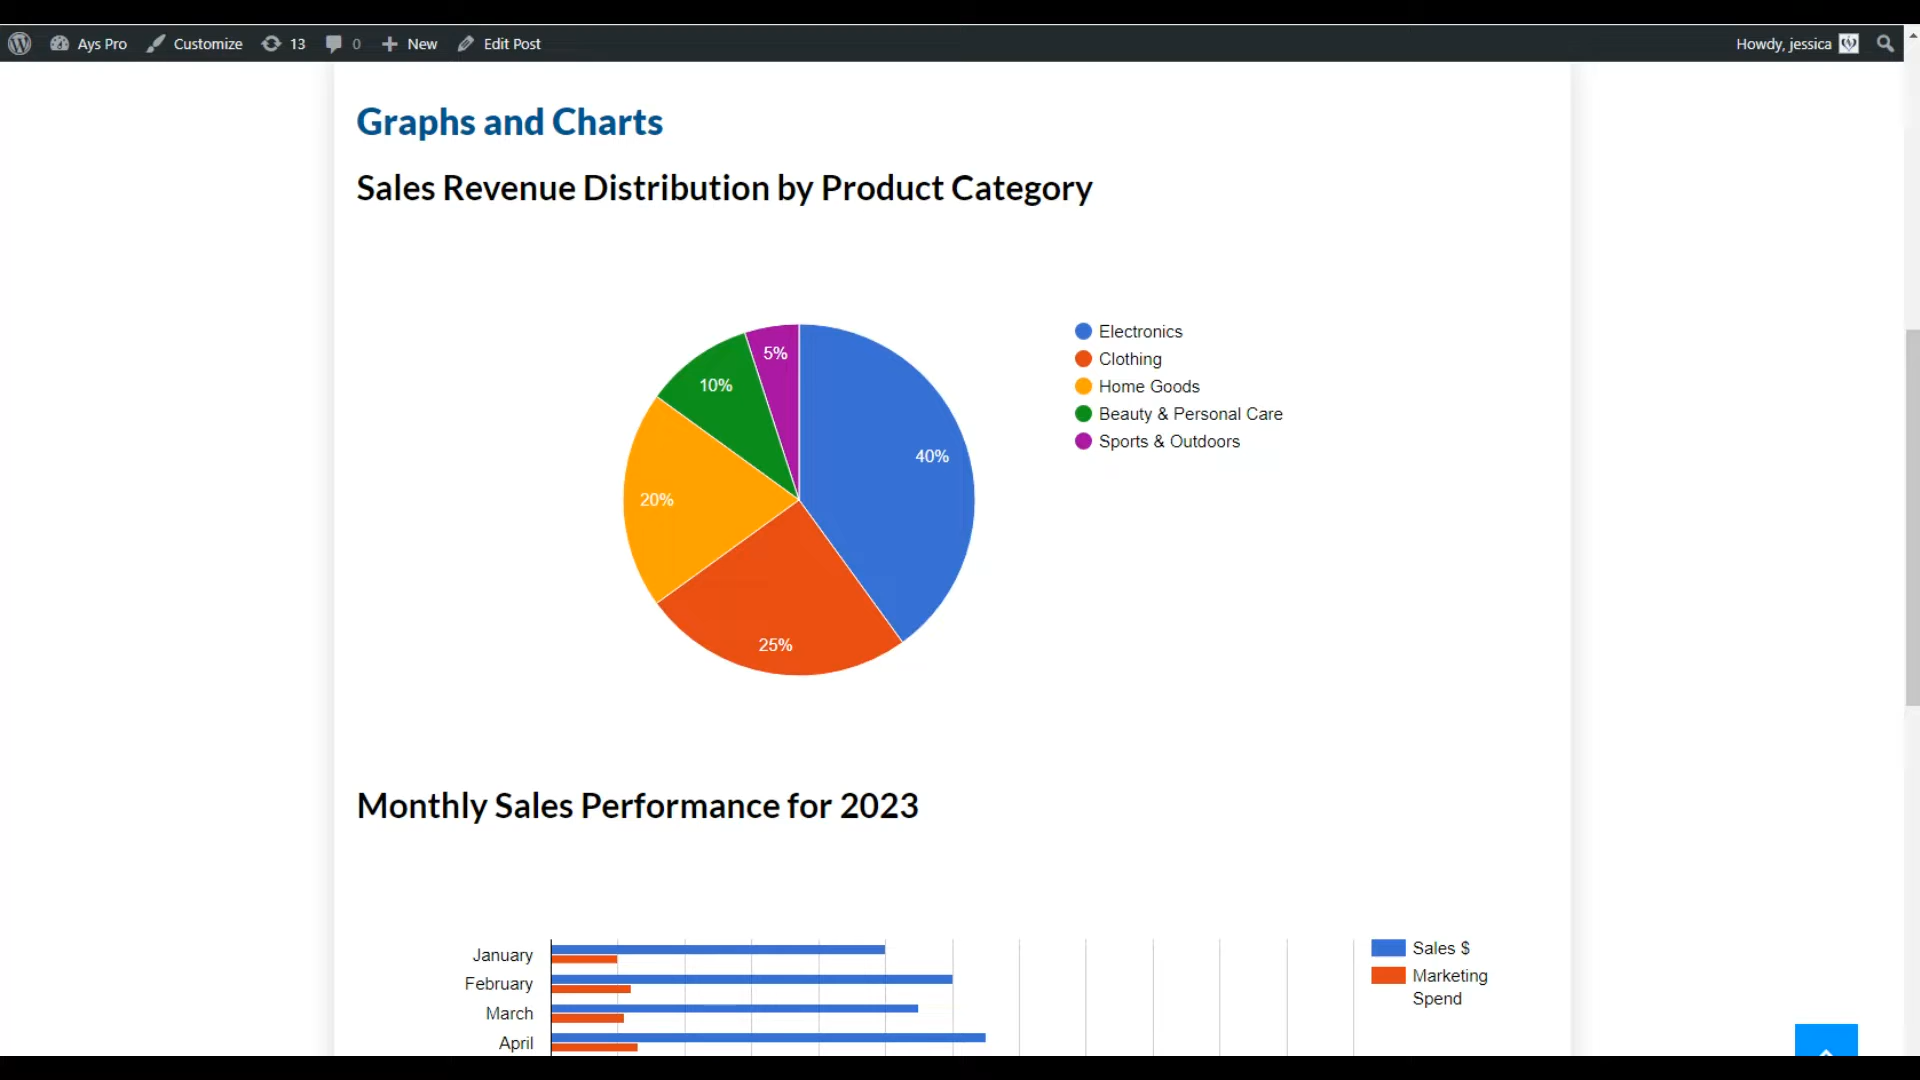 Ays Pro Customize 13 0 New Edit Post Howdy, jessica
Graphs and Charts
Sales Revenue Distribution by Product Category
Electronics
Clothing
Home Goods
Beauty & Personal Care
Sports & Outdoors
5%
10%
40%
20%
25%
Monthly Sales Performance for 2023
January
February
March
April
Sales $
Marketing
Spend